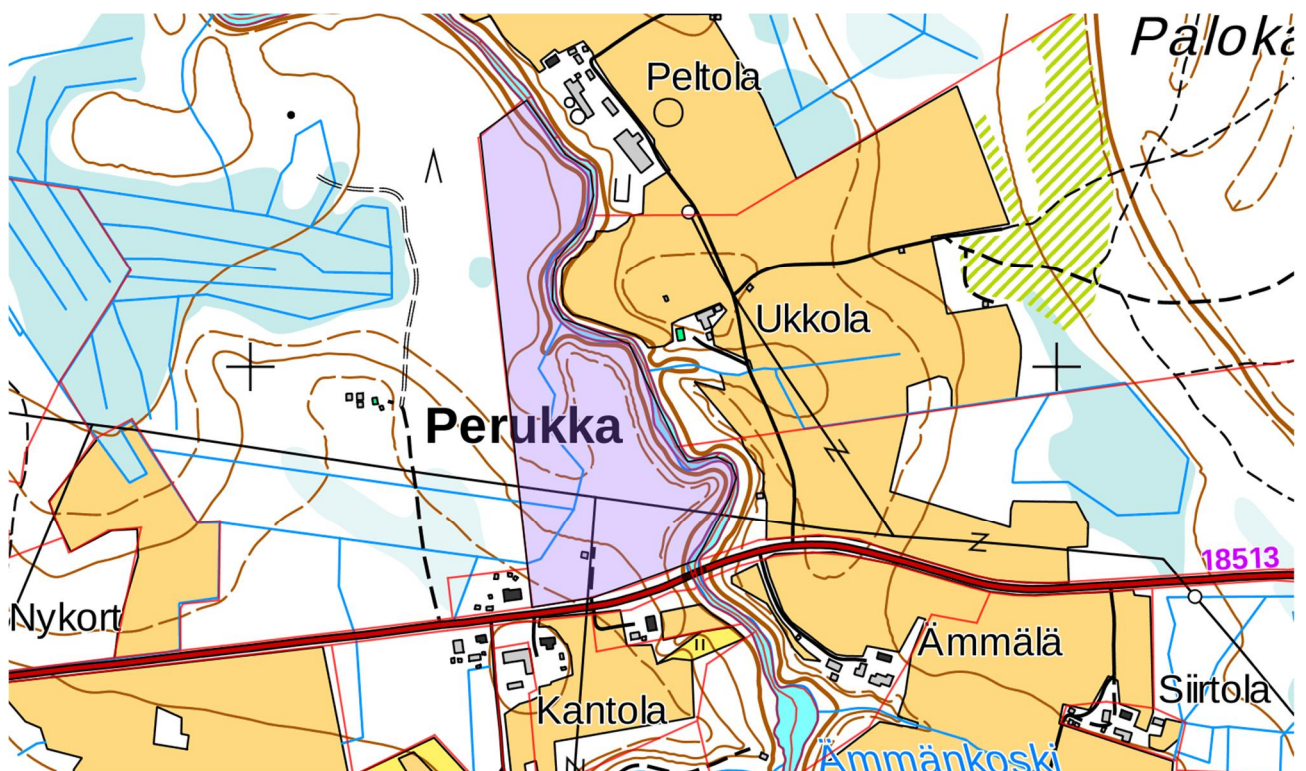 Paloka
Peltola
Ukkola
Perukka
18513
Nykort
Ämmälä
Siirtola
Kantola
Ämmänkoski